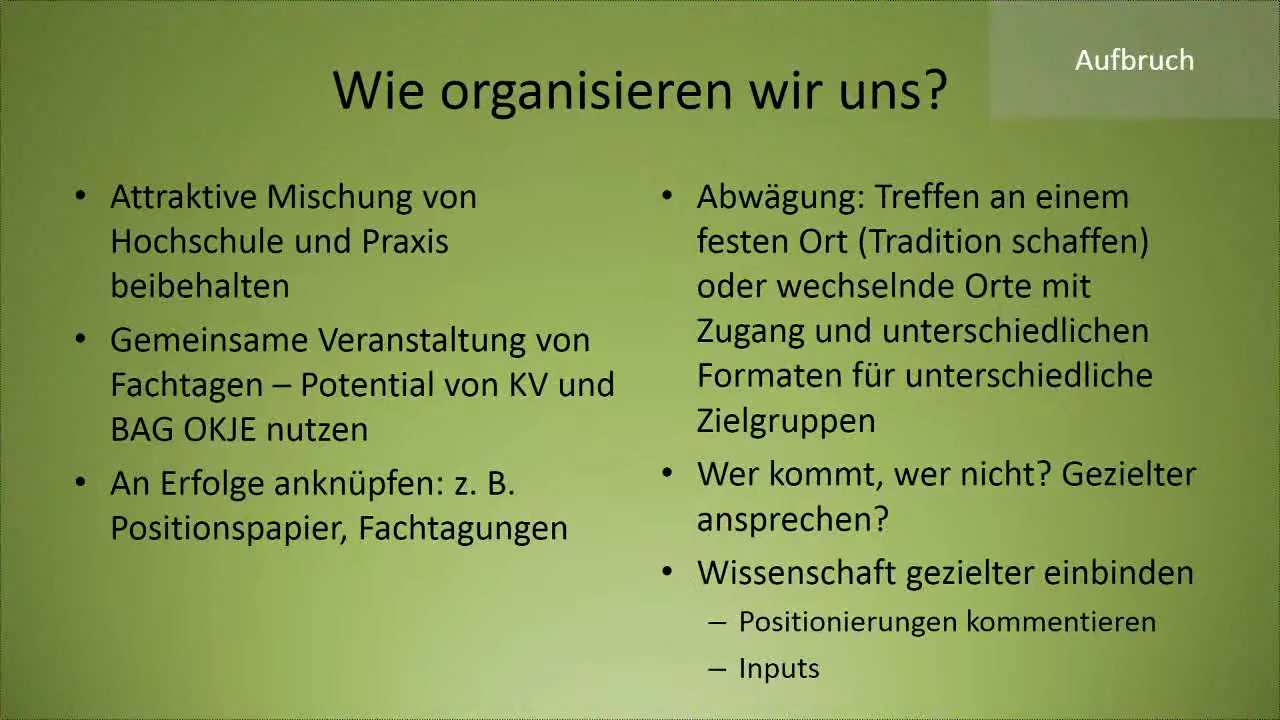 Aufbruch
Wie organisieren wir uns?
• Attraktive Mischung von
Hochschule und Praxis
beibehalten
• Gemeinsame Veranstaltung von
Fachtagen – Potential von KV und
BAG OKJE nutzen
• An Erfolge anknüpfen: z. B.
Positionspapier, Fachtagungen
• Abwägung: Treffen an einem
festen Ort (Tradition schaffen)
oder wechselnde Orte mit
Zugang und unterschiedlichen
Formaten für unterschiedliche
Zielgruppen
• Wer kommt, wer nicht? Gezielter
ansprechen?
• Wissenschaft gezielter einbinden
– Positionierungen kommentieren
– Inputs